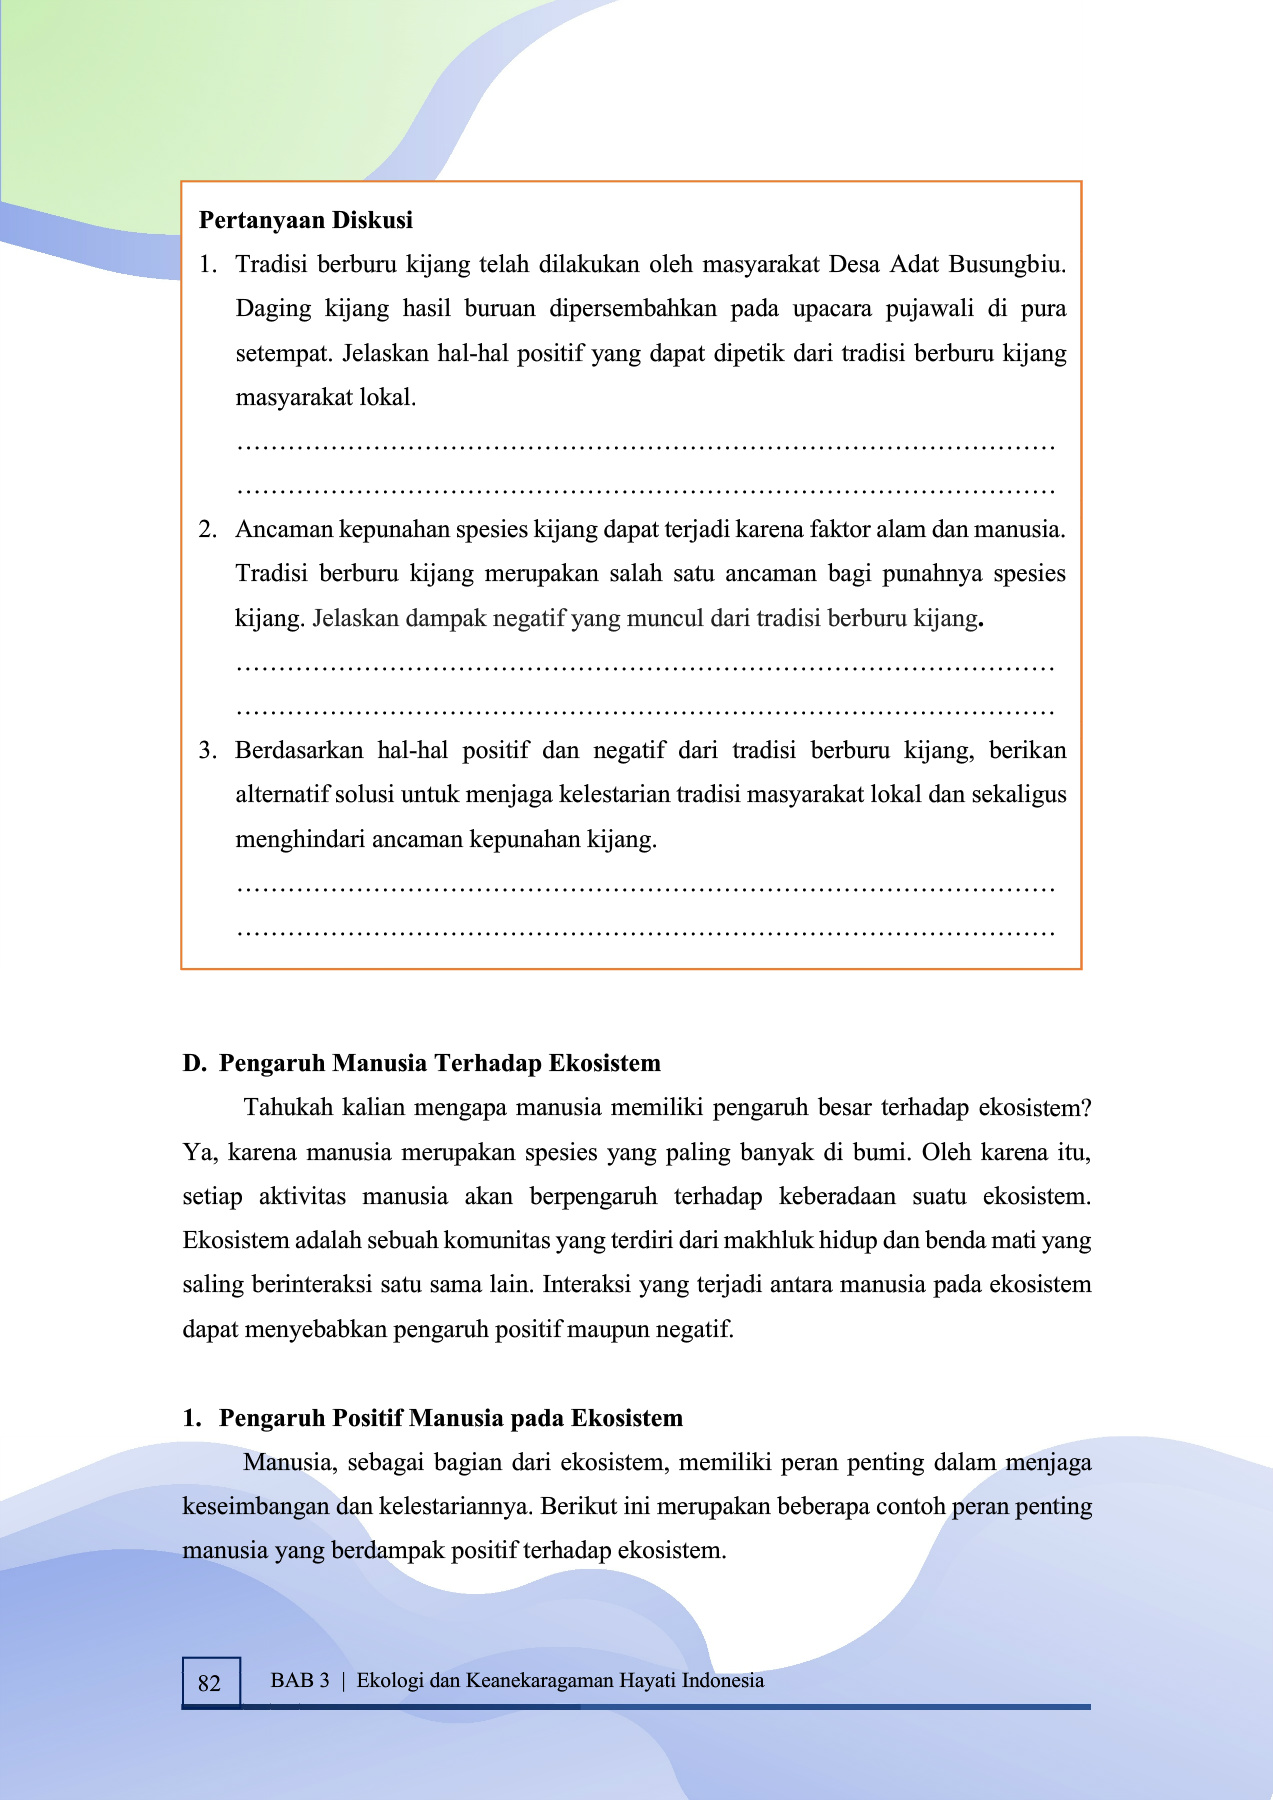 Pertanyaan Diskusi
1. Tradisi berburu kijang telah dilakukan oleh masyarakat Desa Adat Busungbiu.
Daging kijang hasil buruan dipersembahkan pada upacara pujawali di pura
setempat. Jelaskan hal-hal positif yang dapat dipetik dari tradisi berburu kijang
masyarakat lokal.
……………………………………………………………………………………
……………………………………………………………………………………
2. Ancaman kepunahan spesies kijang dapat terjadi karena faktor alam dan manusia.
Tradisi berburu kijang merupakan salah satu ancaman bagi punahnya spesies
kijang. Jelaskan dampak negatif yang muncul dari tradisi berburu kijang.
……………………………………………………………………………………
……………………………………………………………………………………
3. Berdasarkan hal-hal positif dan negatif dari tradisi berburu kijang, berikan
alternatif solusi untuk menjaga kelestarian tradisi masyarakat lokal dan sekaligus
menghindari ancaman kepunahan kijang.
……………………………………………………………………………………
……………………………………………………………………………………
D. Pengaruh Manusia Terhadap Ekosistem
Tahukah kalian mengapa manusia memiliki pengaruh besar terhadap ekosistem?
Ya, karena manusia merupakan spesies yang paling banyak di bumi. Oleh karena itu,
setiap aktivitas manusia akan berpengaruh terhadap keberadaan suatu ekosistem.
Ekosistem adalah sebuah komunitas yang terdiri dari makhluk hidup dan benda mati yang
saling berinteraksi satu sama lain. Interaksi yang terjadi antara manusia pada ekosistem
dapat menyebabkan pengaruh positif maupun negatif.
1. Pengaruh Positif Manusia pada Ekosistem
Manusia, sebagai bagian dari ekosistem, memiliki peran penting dalam menjaga
keseimbangan dan kelestariannya. Berikut ini merupakan beberapa contoh peran penting
manusia yang berdampak positif terhadap ekosistem.
82 BAB 3 | Ekologi dan Keanekaragaman Hayati Indonesia